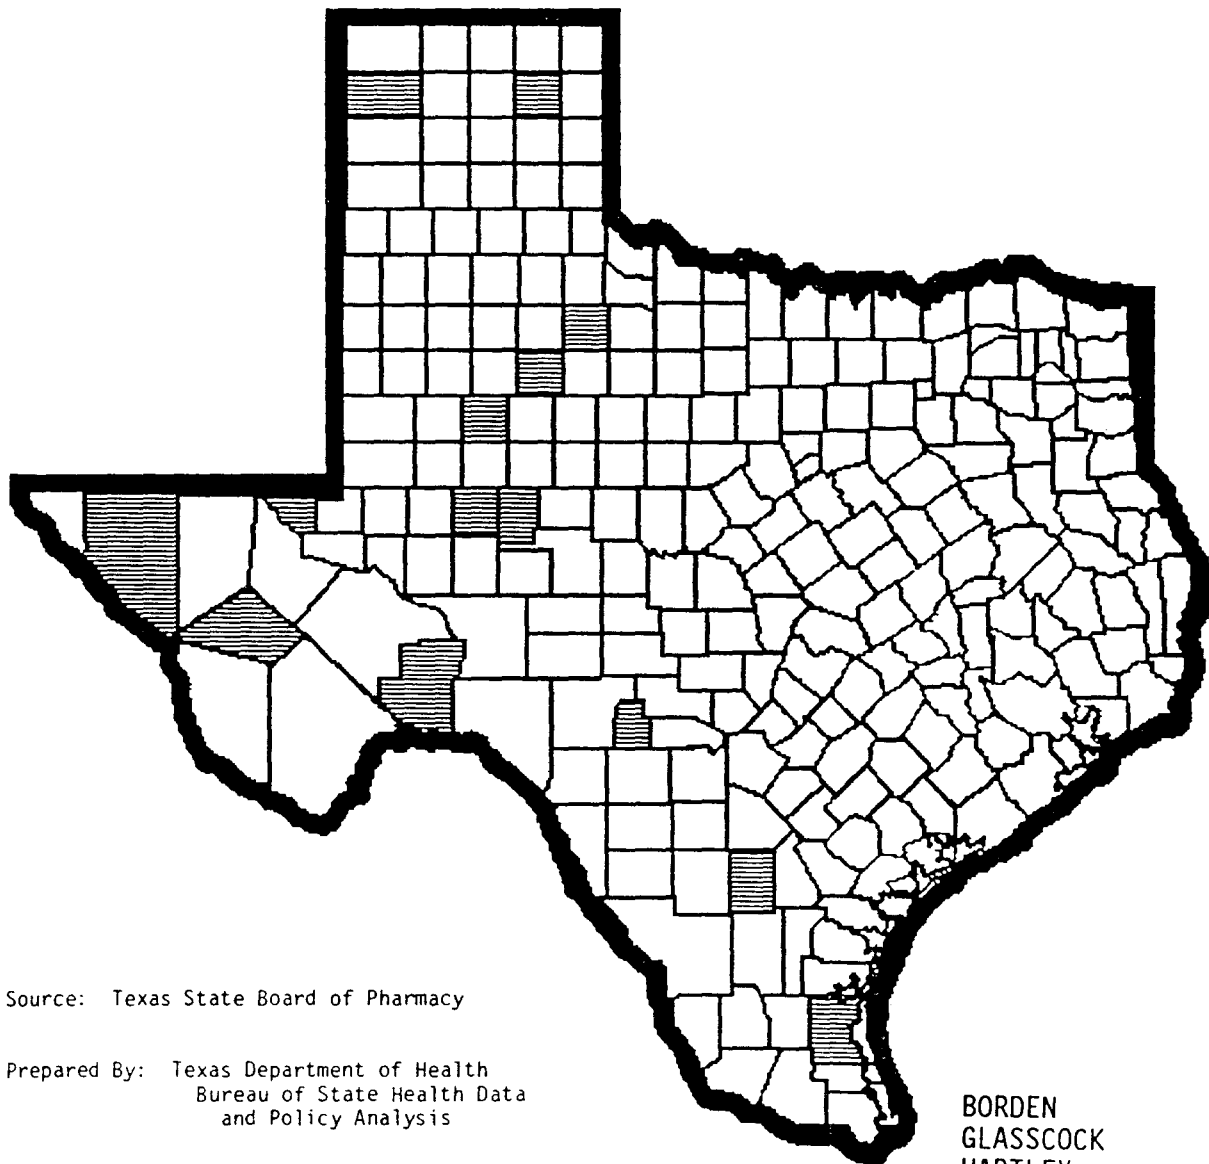 Source: Texas State Board of Pharmacy
Prepared By: Texas Department of Health
Bureau of State Health Data
and Policy Analysis
BORDEN
GLASSCOCK